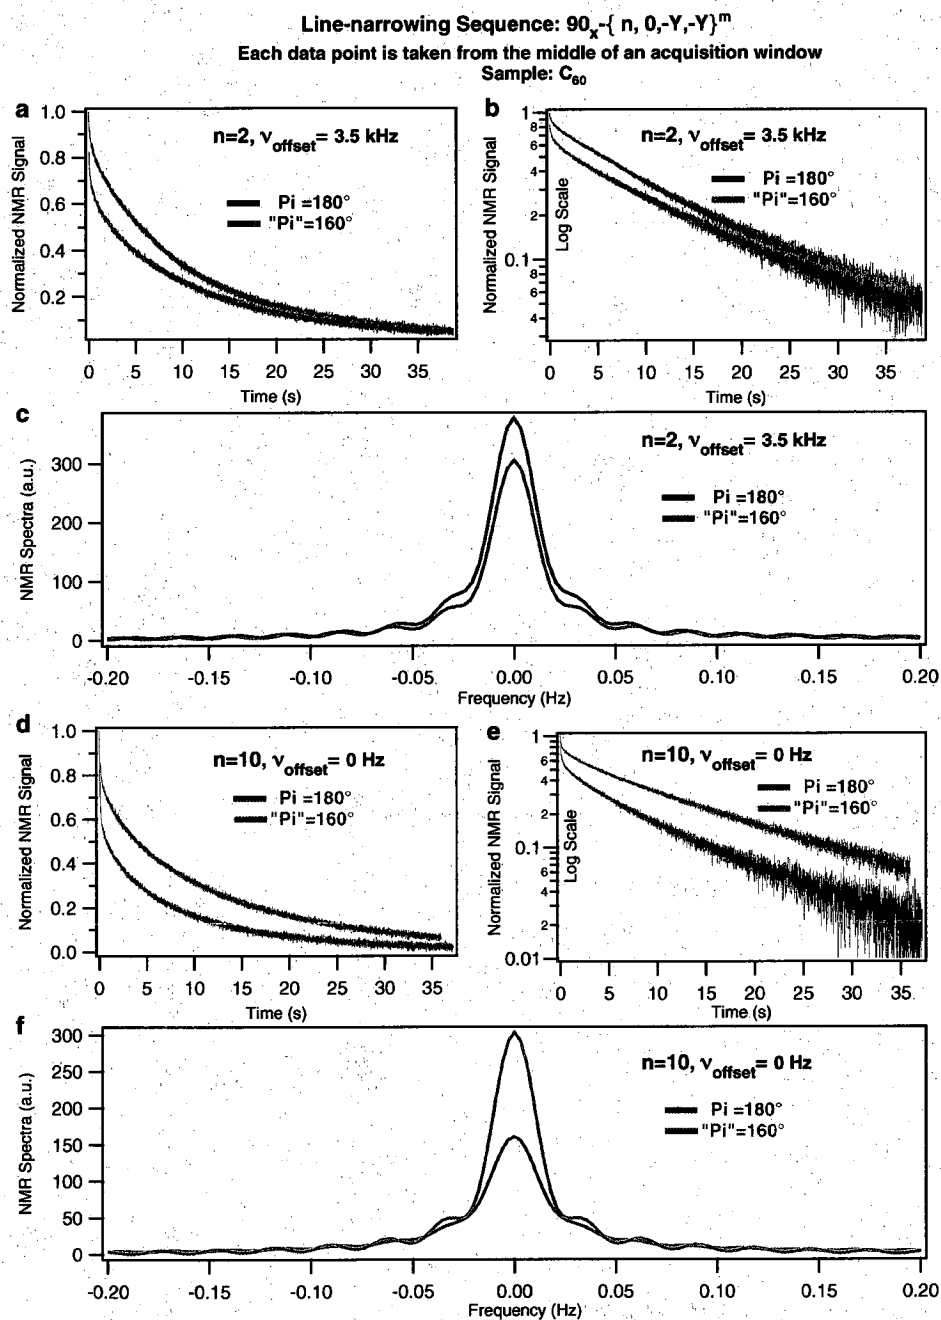 Line-narrowing Sequence: 90x-{ n, 0,-Y,-Y}m
Each data point is taken from the middle of an acquisition window
Sample: C60
a
Normalized NMR Signal
1.0
0.8
0.6
0.4
0.2
n=2, νoffset= 3.5 kHz
Pi =180°
"Pi"=160°
0 5 10 15 20 25 30 35
Time (s)
b
Normalized NMR Signal
Log Scale
1
8
6
4
2
0.1
8
6
4
n=2, νoffset= 3.5 kHz
Pi =180°
"Pi"=160°
0 5 10 15 20 25 30 35
Time (s)
c
NMR Spectra (a.u.)
300
200
100
0
n=2, νoffset= 3.5 kHz
Pi =180°
"Pi"=160°
-0.20 -0.15 -0.10 -0.05 0.00 0.05 0.10 0.15 0.20
Frequency (Hz)
d
Normalized NMR Signal
1.0
0.8
0.6
0.4
0.2
0.0
n=10, νoffset= 0 Hz
Pi =180°
"Pi"=160°
0 5 10 15 20 25 30 35
Time (s)
e
Normalized NMR Signal
Log Scale
1
6
4
2
0.1
6
4
2
0.01
n=10, νoffset= 0 Hz
Pi =180°
"Pi"=160°
0 5 10 15 20 25 30 35
Time (s)
f
NMR Spectra (a.u.)
300
250
200
150
100
50
0
n=10, νoffset= 0 Hz
Pi =180°
"Pi"=160°
-0.20 -0.15 -0.10 -0.05 0.00 0.05 0.10 0.15 0.20
Frequency (Hz)